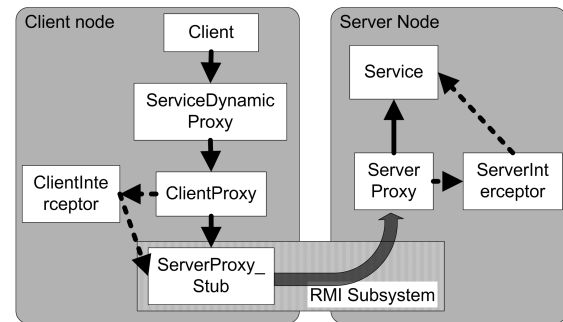 Client node
Client
ServiceDynamic
Proxy
ClientInte
rceptor
ClientProxy
ServerProxy_
Stub
RMI Subsystem
Server Node
Service
Server
Proxy
ServerInt
erceptor